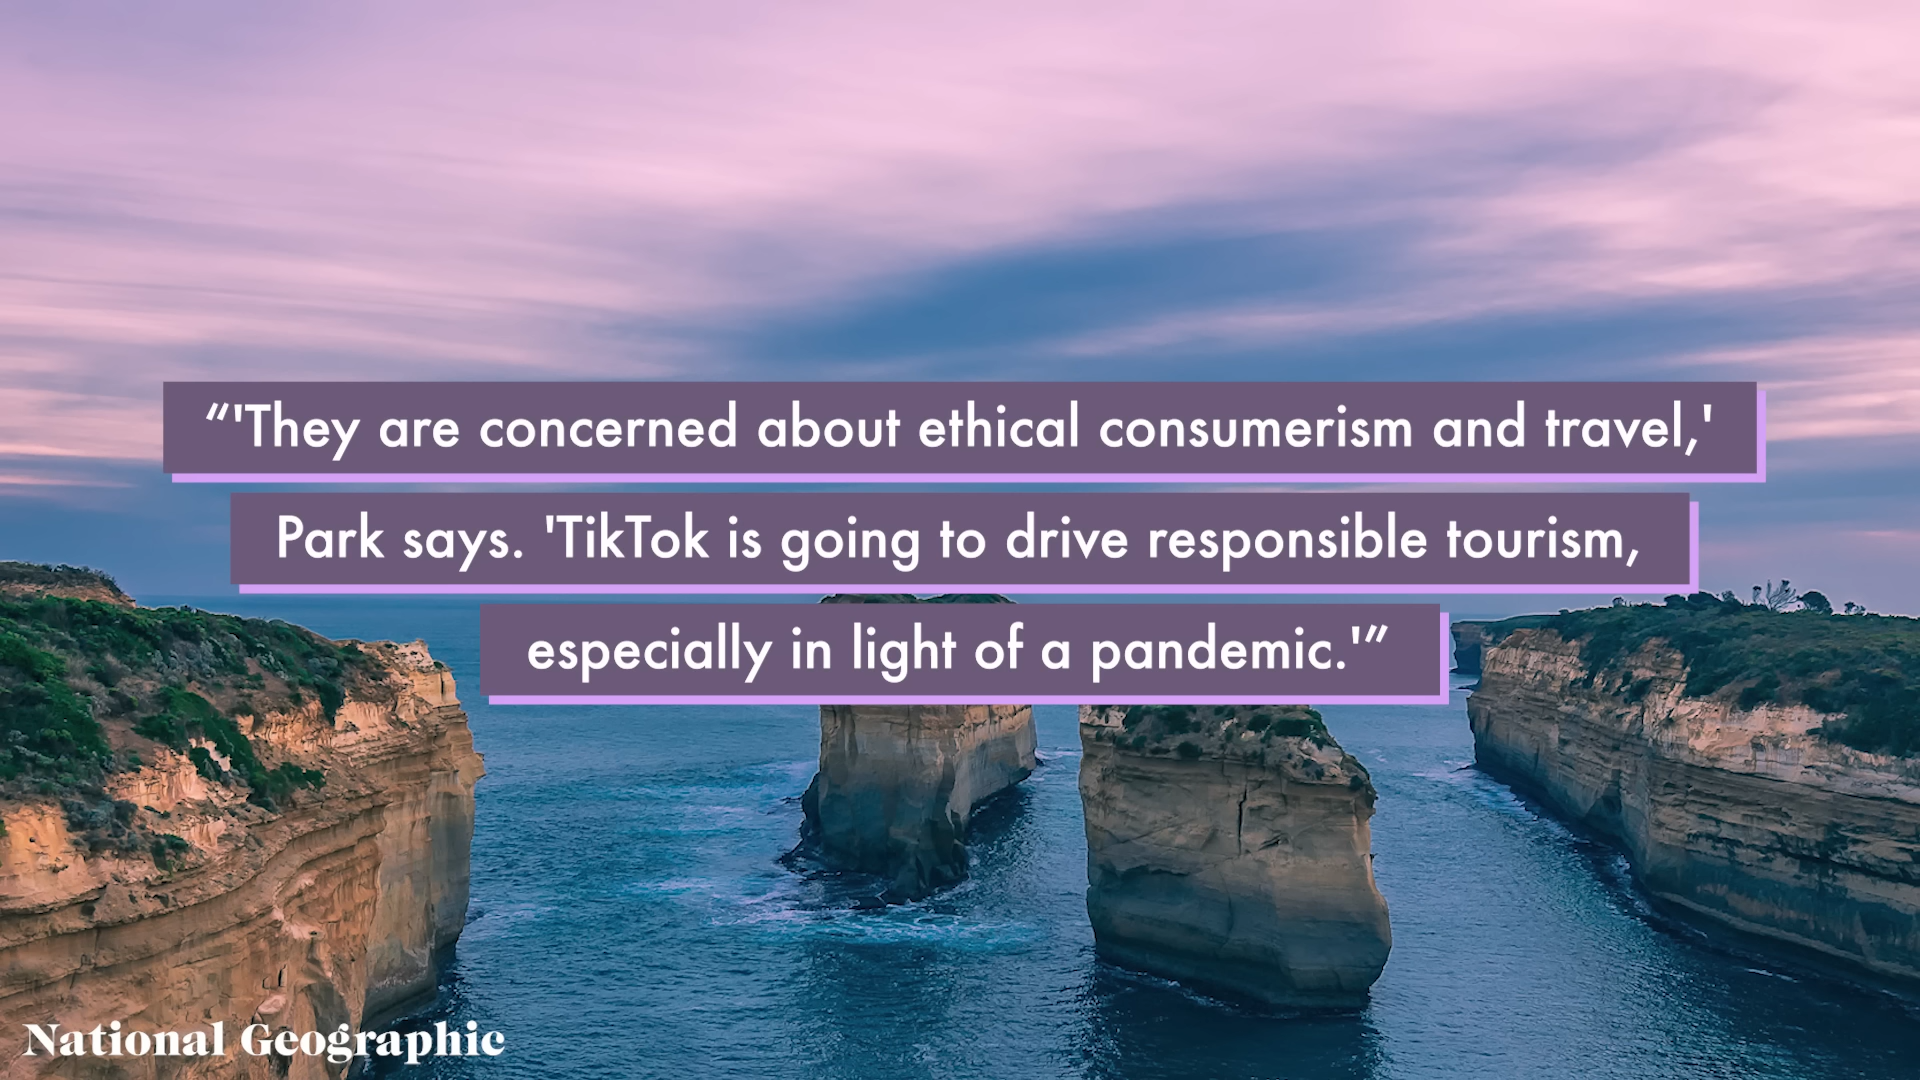 “'They are concerned about ethical consumerism and travel,'
Park says. 'TikTok is going to drive responsible tourism,
especially in light of a pandemic.'”
National Geographic